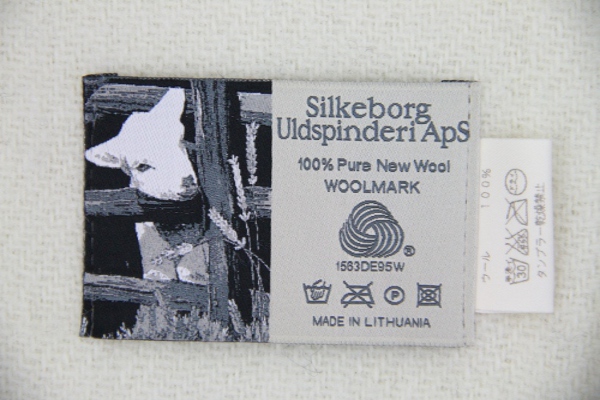 Silkeborg
Uldspinderi ApS
100% Pure New Wool
WOOLMARK
®
1563DE95W
P
MADE IN LITHUANIA
ウール 100%
30
タンブラー乾燥禁止